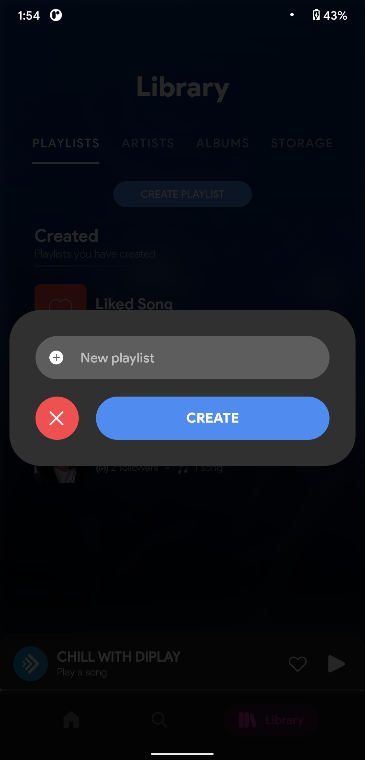 1:54 43%
Library
PLAYLISTS ARTISTS ALBUMS STORAGE
CREATE PLAYLIST
Created
Playlists you have created
Liked Song
New playlist
CREATE
2 followers • 1 song
CHILL WITH DIPLAY
Play a song
Library